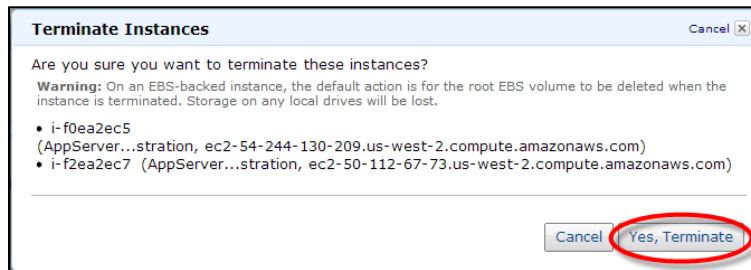 Terminate Instances
Cancel
Are you sure you want to terminate these instances?
Warning: On an EBS-backed instance, the default action is for the root EBS volume to be deleted when the
instance is terminated. Storage on any local drives will be lost.
• i-f0ea2ec5
(AppServer...stration, ec2-54-244-130-209.us-west-2.compute.amazonaws.com)
• i-f2ea2ec7 (AppServer...stration, ec2-50-112-67-73.us-west-2.compute.amazonaws.com)
Cancel
Yes, Terminate